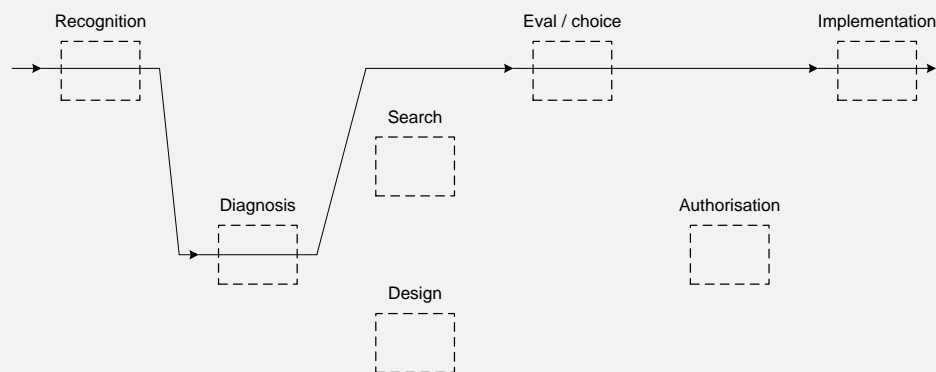 Recognition
Eval / choice
Implementation
Search
Diagnosis
Authorisation
Design